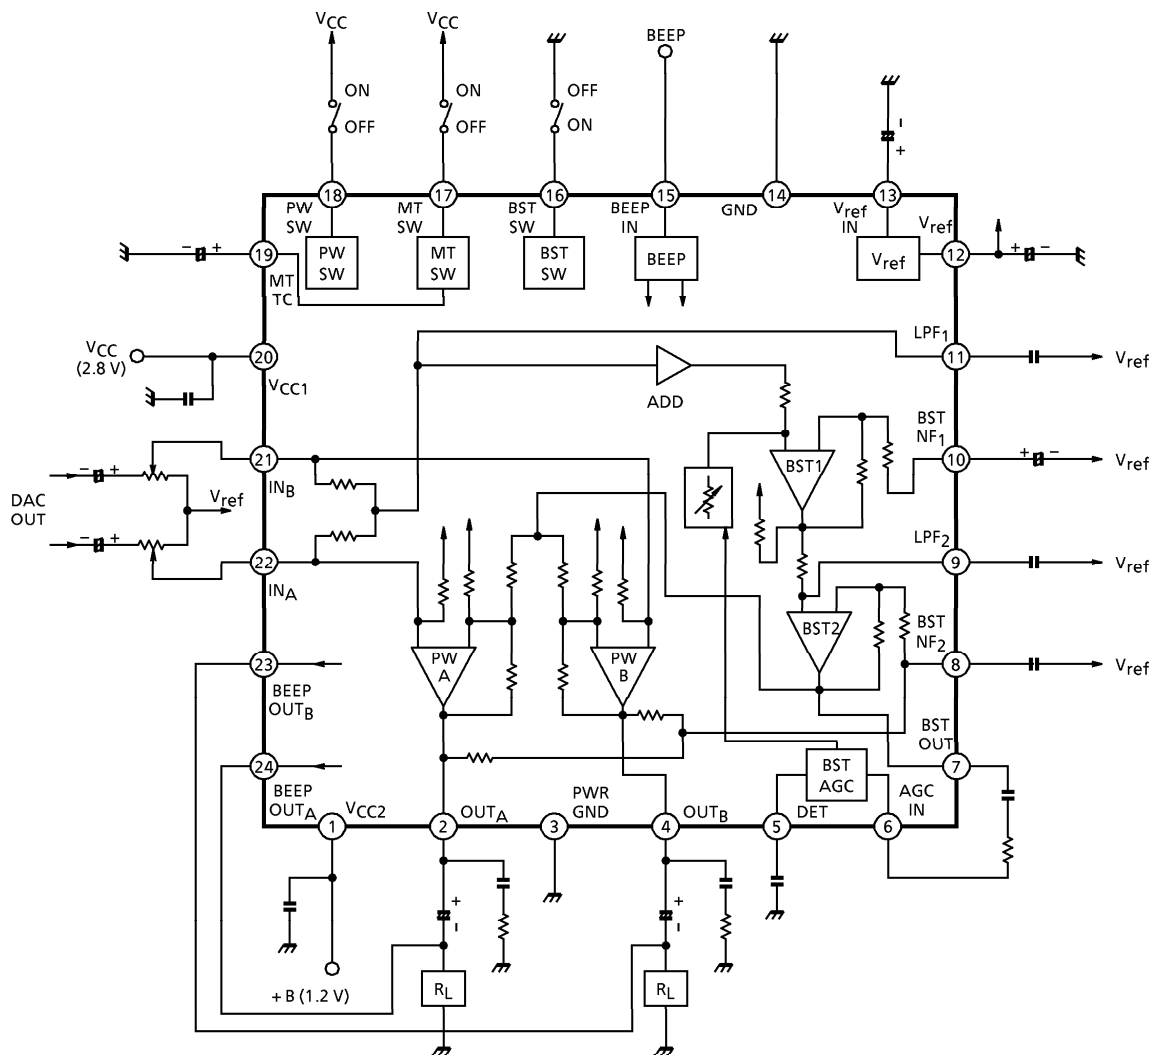 VCC
VCC
BEEP
ON
OFF
ON
OFF
OFF
ON
-
+
18
17
16
15
14
13
PW
SW
MT
SW
BST
SW
BEEP
IN
GND
Vref
IN
Vref
PW
SW
MT
SW
BST
SW
BEEP
Vref
- +
19
MT
TC
12
+ -
VCC
(2.8 V)
20
VCC1
LPF1
11
Vref
ADD
DAC
OUT
- +
- +
Vref
21
INB
22
INA
BST1
BST
NF1
10
+ -
Vref
LPF2
9
Vref
BST2
BST
NF2
8
Vref
PW
A
PW
B
23
BEEP
OUTB
24
BEEP
OUTA
BST
AGC
BST
OUT
7
VCC2
OUTA
PWR
GND
OUTB
DET
AGC
IN
1
2
3
4
5
6
+
-
+
-
+ B (1.2 V)
RL
RL